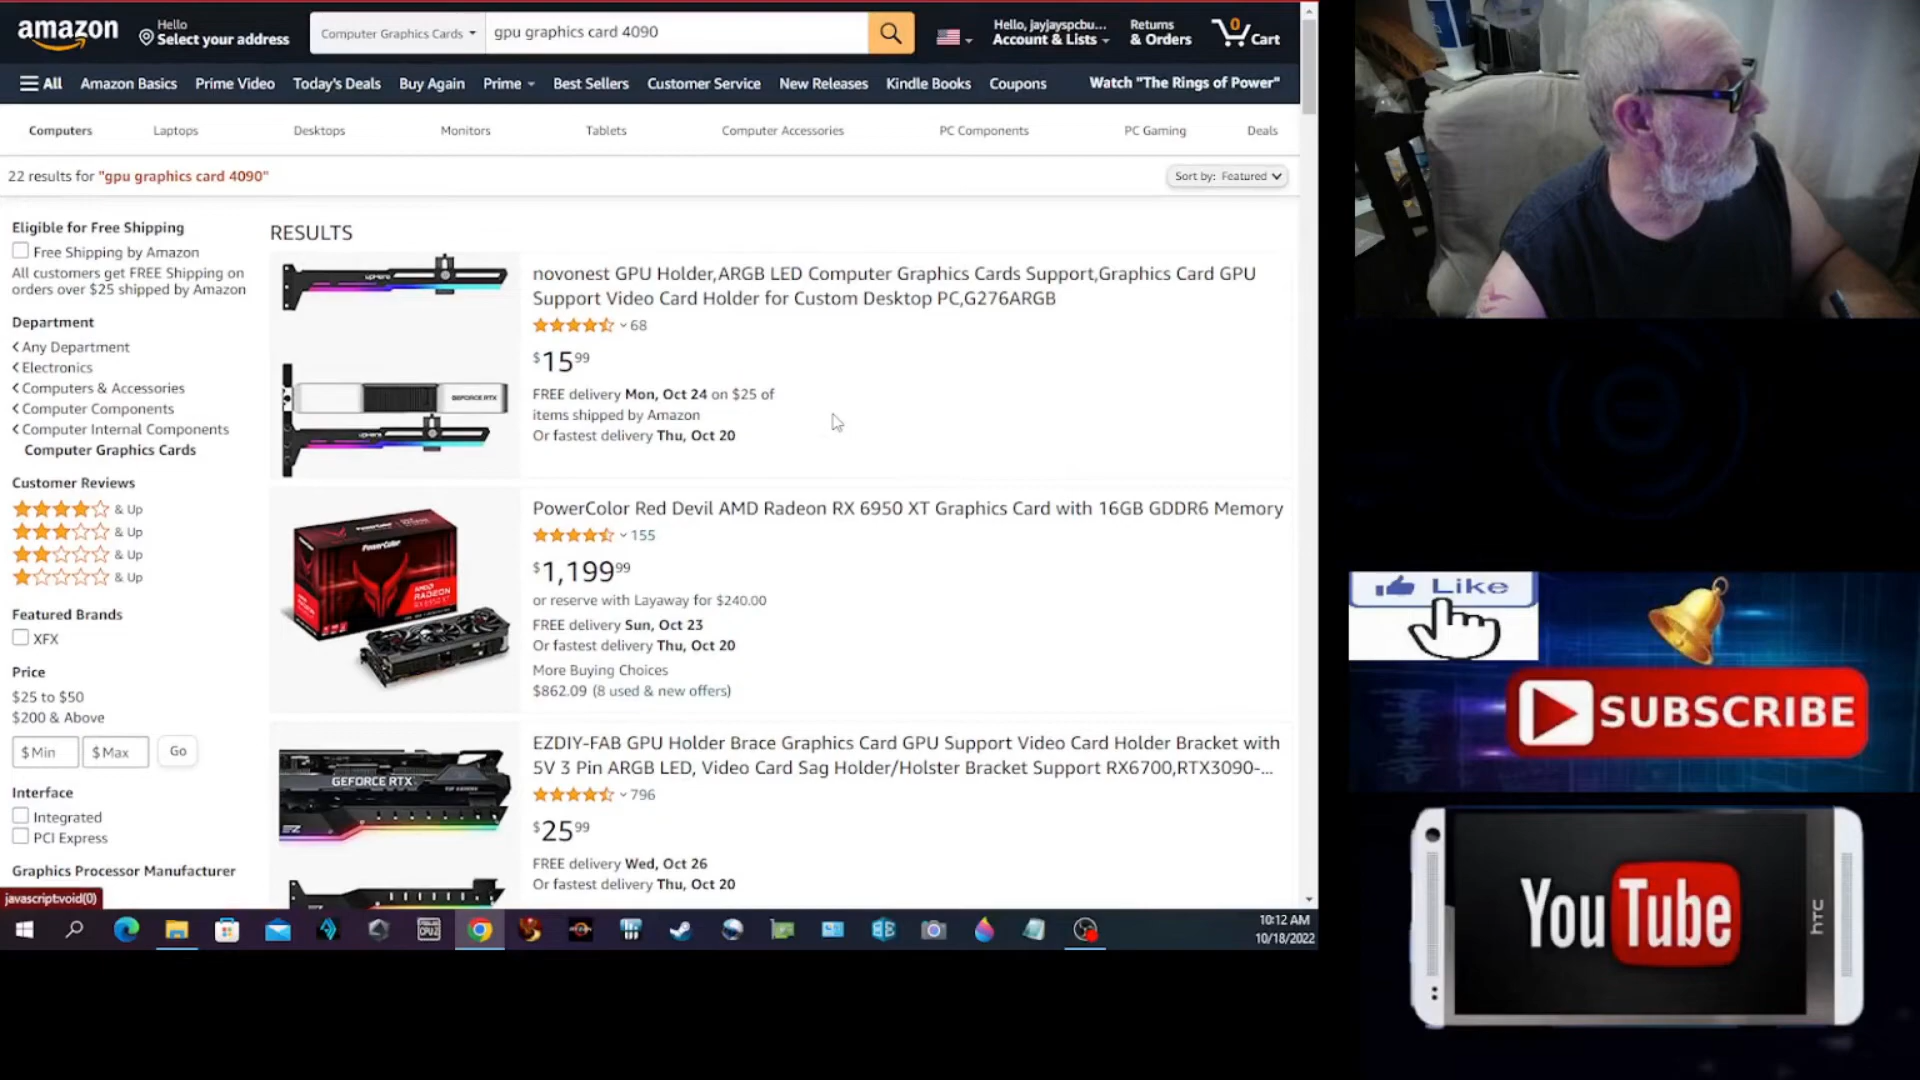 amazon
Hello
Select your address
Computer Graphics Cards
gpu graphics card 4090
Hello, jayjayspcbu...
Account & Lists
Returns
& Orders
0
Cart
All
Amazon Basics
Prime Video
Today's Deals
Buy Again
Prime
Best Sellers
Customer Service
New Releases
Kindle Books
Coupons
Watch "The Rings of Power"
Computers
Laptops
Desktops
Monitors
Tablets
Computer Accessories
PC Components
PC Gaming
Deals
22 results for "gpu graphics card 4090"
Sort by: Featured
Eligible for Free Shipping
Free Shipping by Amazon
All customers get FREE Shipping on
orders over $25 shipped by Amazon
Department
Any Department
Electronics
Computers & Accessories
Computer Components
Computer Internal Components
Computer Graphics Cards
Customer Reviews
& Up
& Up
& Up
& Up
Featured Brands
XFX
Price
$25 to $50
$200 & Above
$ Min
$ Max
Go
Interface
Integrated
PCI Express
Graphics Processor Manufacturer
javascript:void(0)
RESULTS
GEFORCE RTX
novonest GPU Holder,ARGB LED Computer Graphics Cards Support,Graphics Card GPU
Support Video Card Holder for Custom Desktop PC,G276ARGB
68
$15.99
FREE delivery Mon, Oct 24 on $25 of
items shipped by Amazon
Or fastest delivery Thu, Oct 20
PowerColor
AMD
RADEON
PowerColor Red Devil AMD Radeon RX 6950 XT Graphics Card with 16GB GDDR6 Memory
155
$1,199.99
or reserve with Layaway for $240.00
FREE delivery Sun, Oct 23
Or fastest delivery Thu, Oct 20
More Buying Choices
$862.09 (8 used & new offers)
GEFORCE RTX
EZ
EZDIY-FAB GPU Holder Brace Graphics Card GPU Support Video Card Holder Bracket with
5V 3 Pin ARGB LED, Video Card Sag Holder/Holster Bracket Support RX6700,RTX3090-...
796
$25.99
FREE delivery Wed, Oct 26
Or fastest delivery Thu, Oct 20
10:12 AM
10/18/2022
Like
SUBSCRIBE
YouTube
hTC